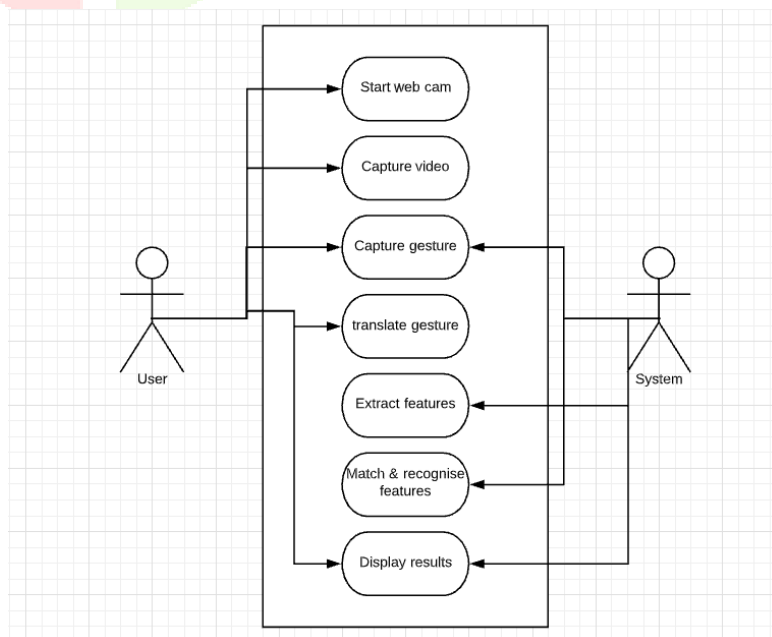 Start web cam
Capture video
Capture gesture
translate gesture
User
System
Extract features
Match & recognise
features
Display results